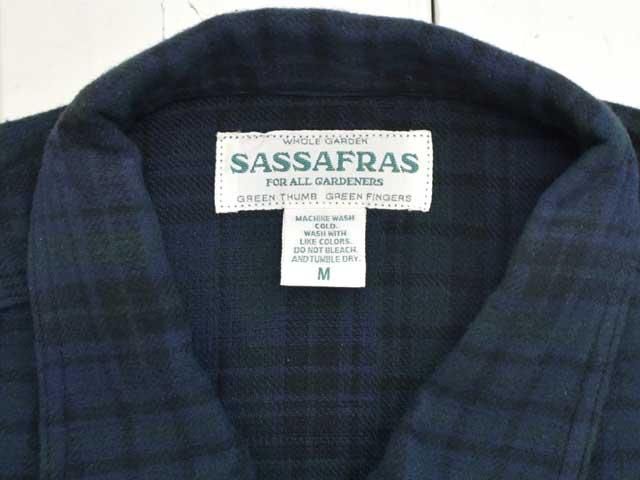 WHOLE GARDEN
SASSAFRAS
FOR ALL GARDENERS
GREEN THUMB GREEN FINGERS
MACHINE WASH
COLD.
WASH WITH
LIKE COLORS.
DO NOT BLEACH.
AND TUMBLE DRY.
M